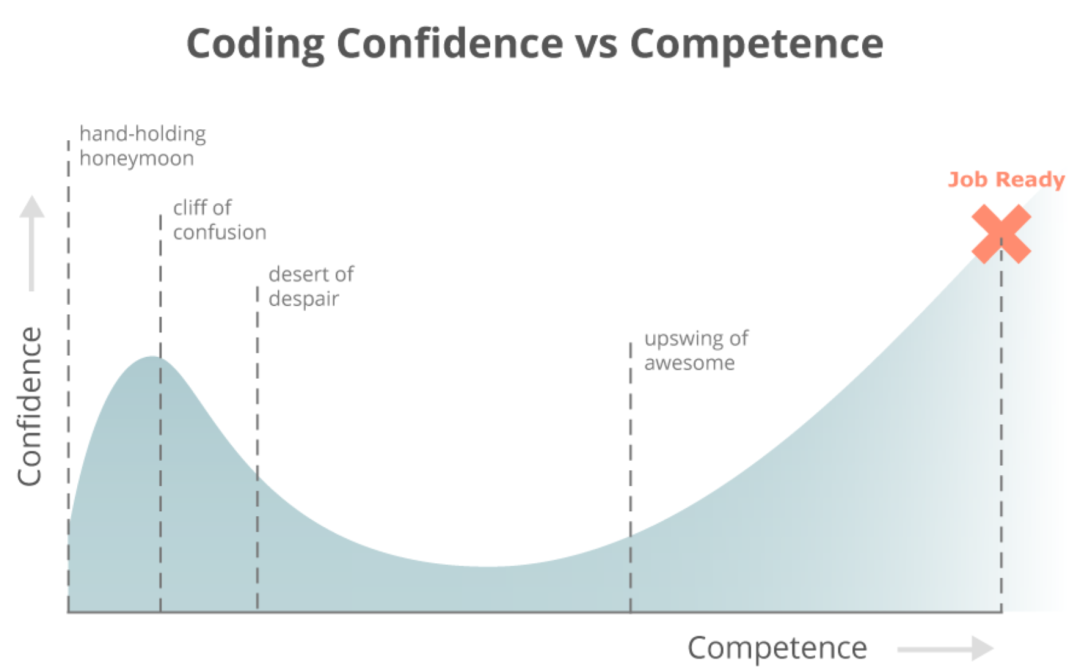 Coding Confidence vs Competence
hand-holding
honeymoon
cliff of
confusion
desert of
despair
upswing of
awesome
Job Ready
Confidence
Competence